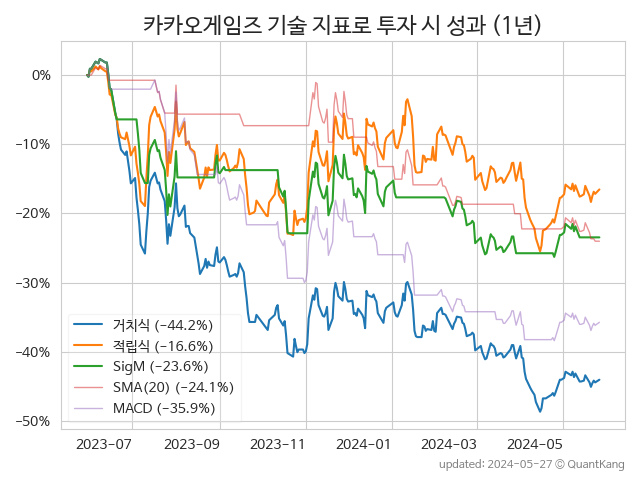 카카오게임즈 기술 지표로 투자 시 성과 (1년)
0%
−10%
−20%
−30%
−40%
−50%
거치식 (−44.2%)
적립식 (−16.6%)
SigM (−23.6%)
SMA(20) (−24.1%)
MACD (−35.9%)
2023−07
2023−09
2023−11
2024−01
2024−03
2024−05
updated: 2024−05−27 ⓒ QuantKang